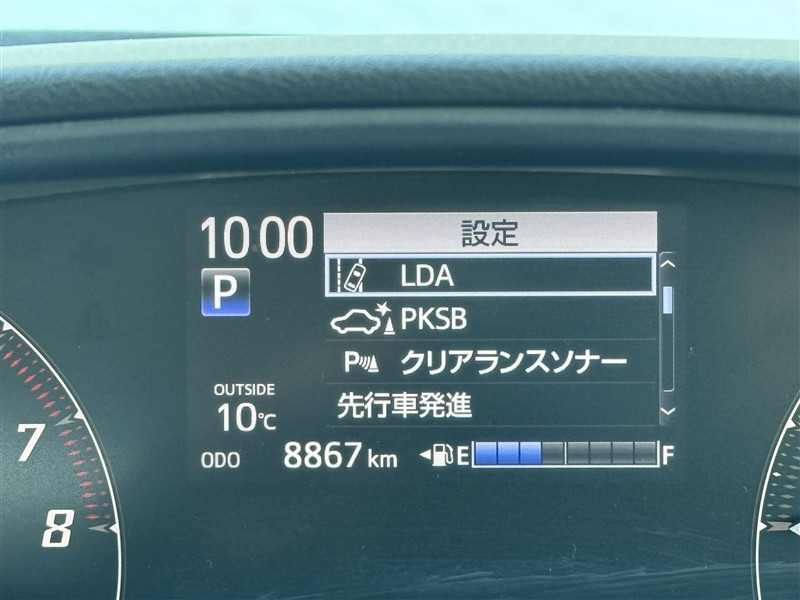 10:00
設定
LDA
P
PKSB
P クリアランスソナー
先行車発進
OUTSIDE
10℃
ODO 8867 km E F
7
8